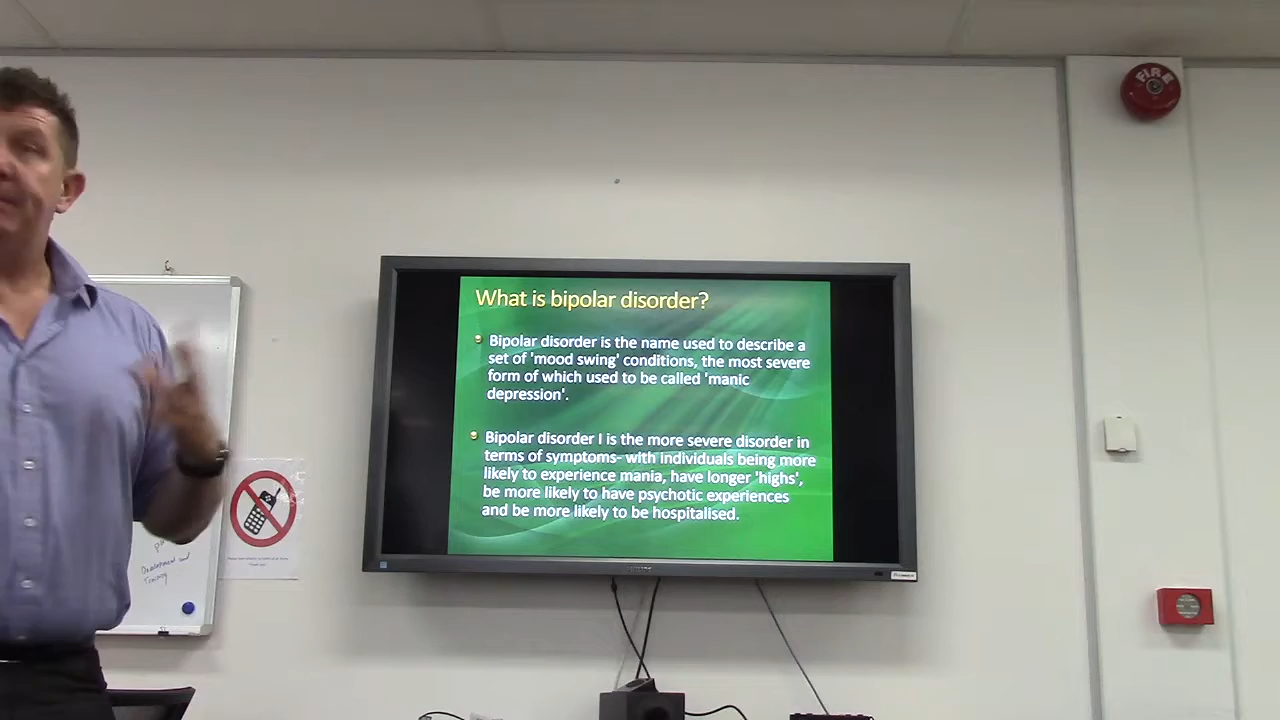 FIRE
What is bipolar disorder?
Bipolar disorder is the name used to describe a
set of 'mood swing' conditions, the most severe
form of which used to be called 'manic
depression'.
Bipolar disorder I is the more severe disorder in
terms of symptoms- with individuals being more
likely to experience mania, have longer 'highs',
be more likely to have psychotic experiences
and be more likely to be hospitalised.
Development and
Training